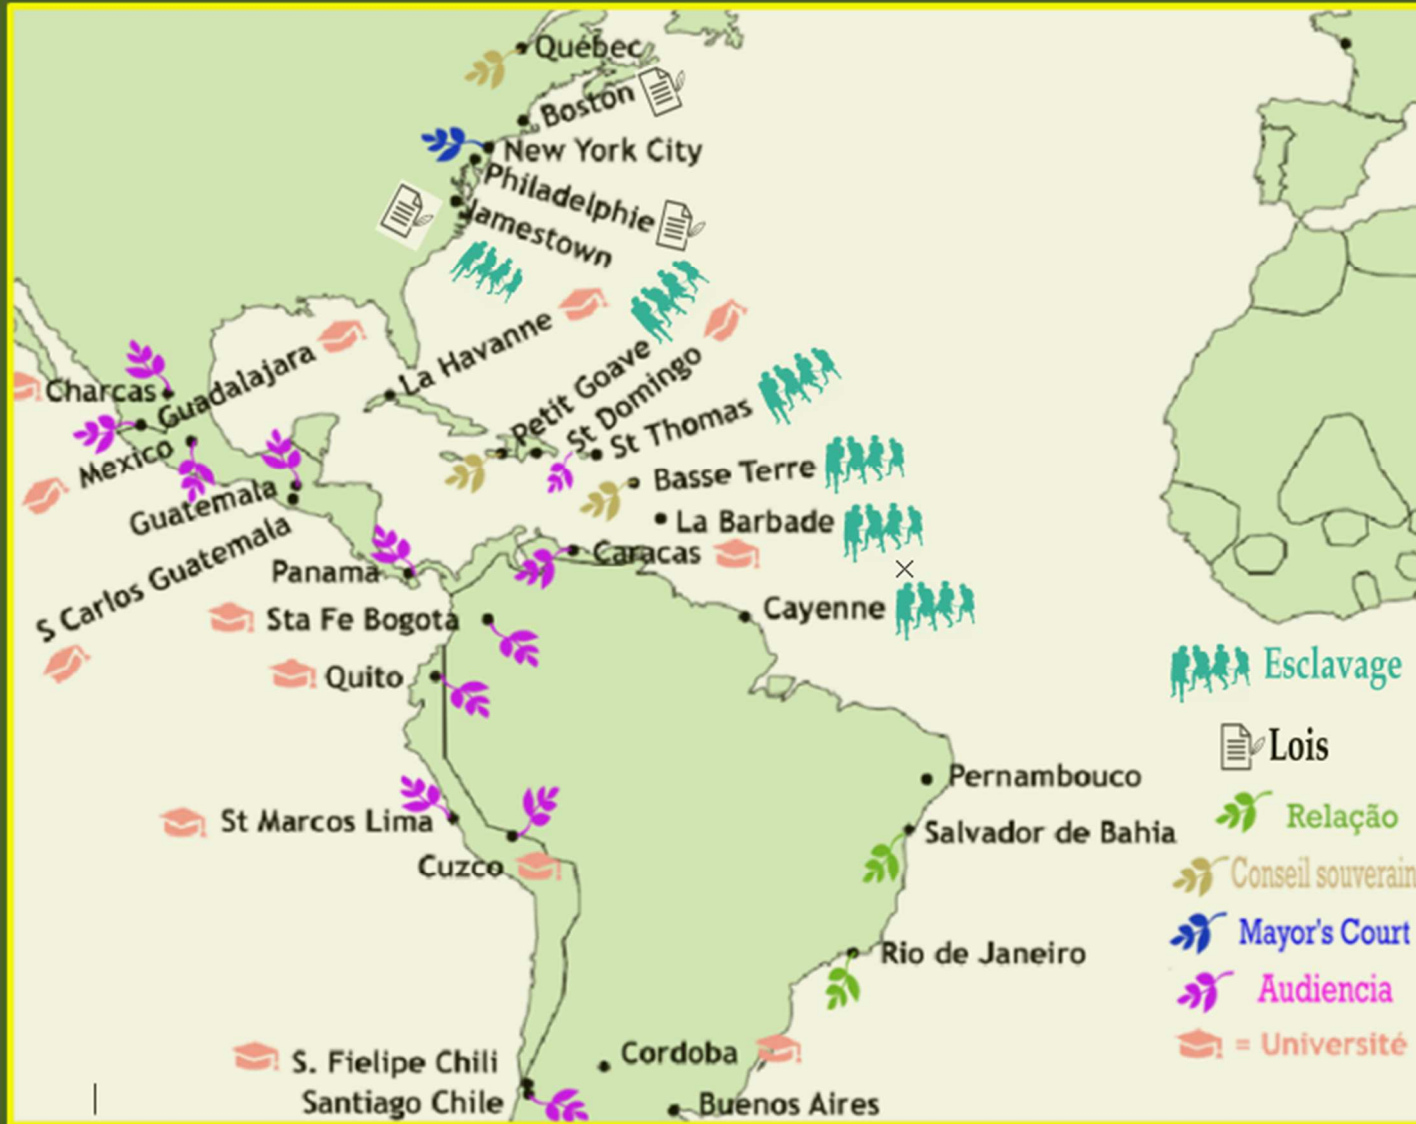 Québec
Boston
New York City
Philadelphie
Jamestown
La Havanne
Petit Goave
St Domingo
St Thomas
Charcas
Guadalajara
Mexico
Guatemala
S Carlos Guatemala
Basse Terre
La Barbade
Caracas
Panama
Cayenne
Sta Fe Bogota
Quito
Esclavage
Lois
Pernambouco
Relação
St Marcos Lima
Salvador de Bahia
Cuzco
Conseil souverain
Mayor's Court
Rio de Janeiro
Audiencia
= Université
S. Fielipe Chili
Cordoba
Santiago Chile
Buenos Aires